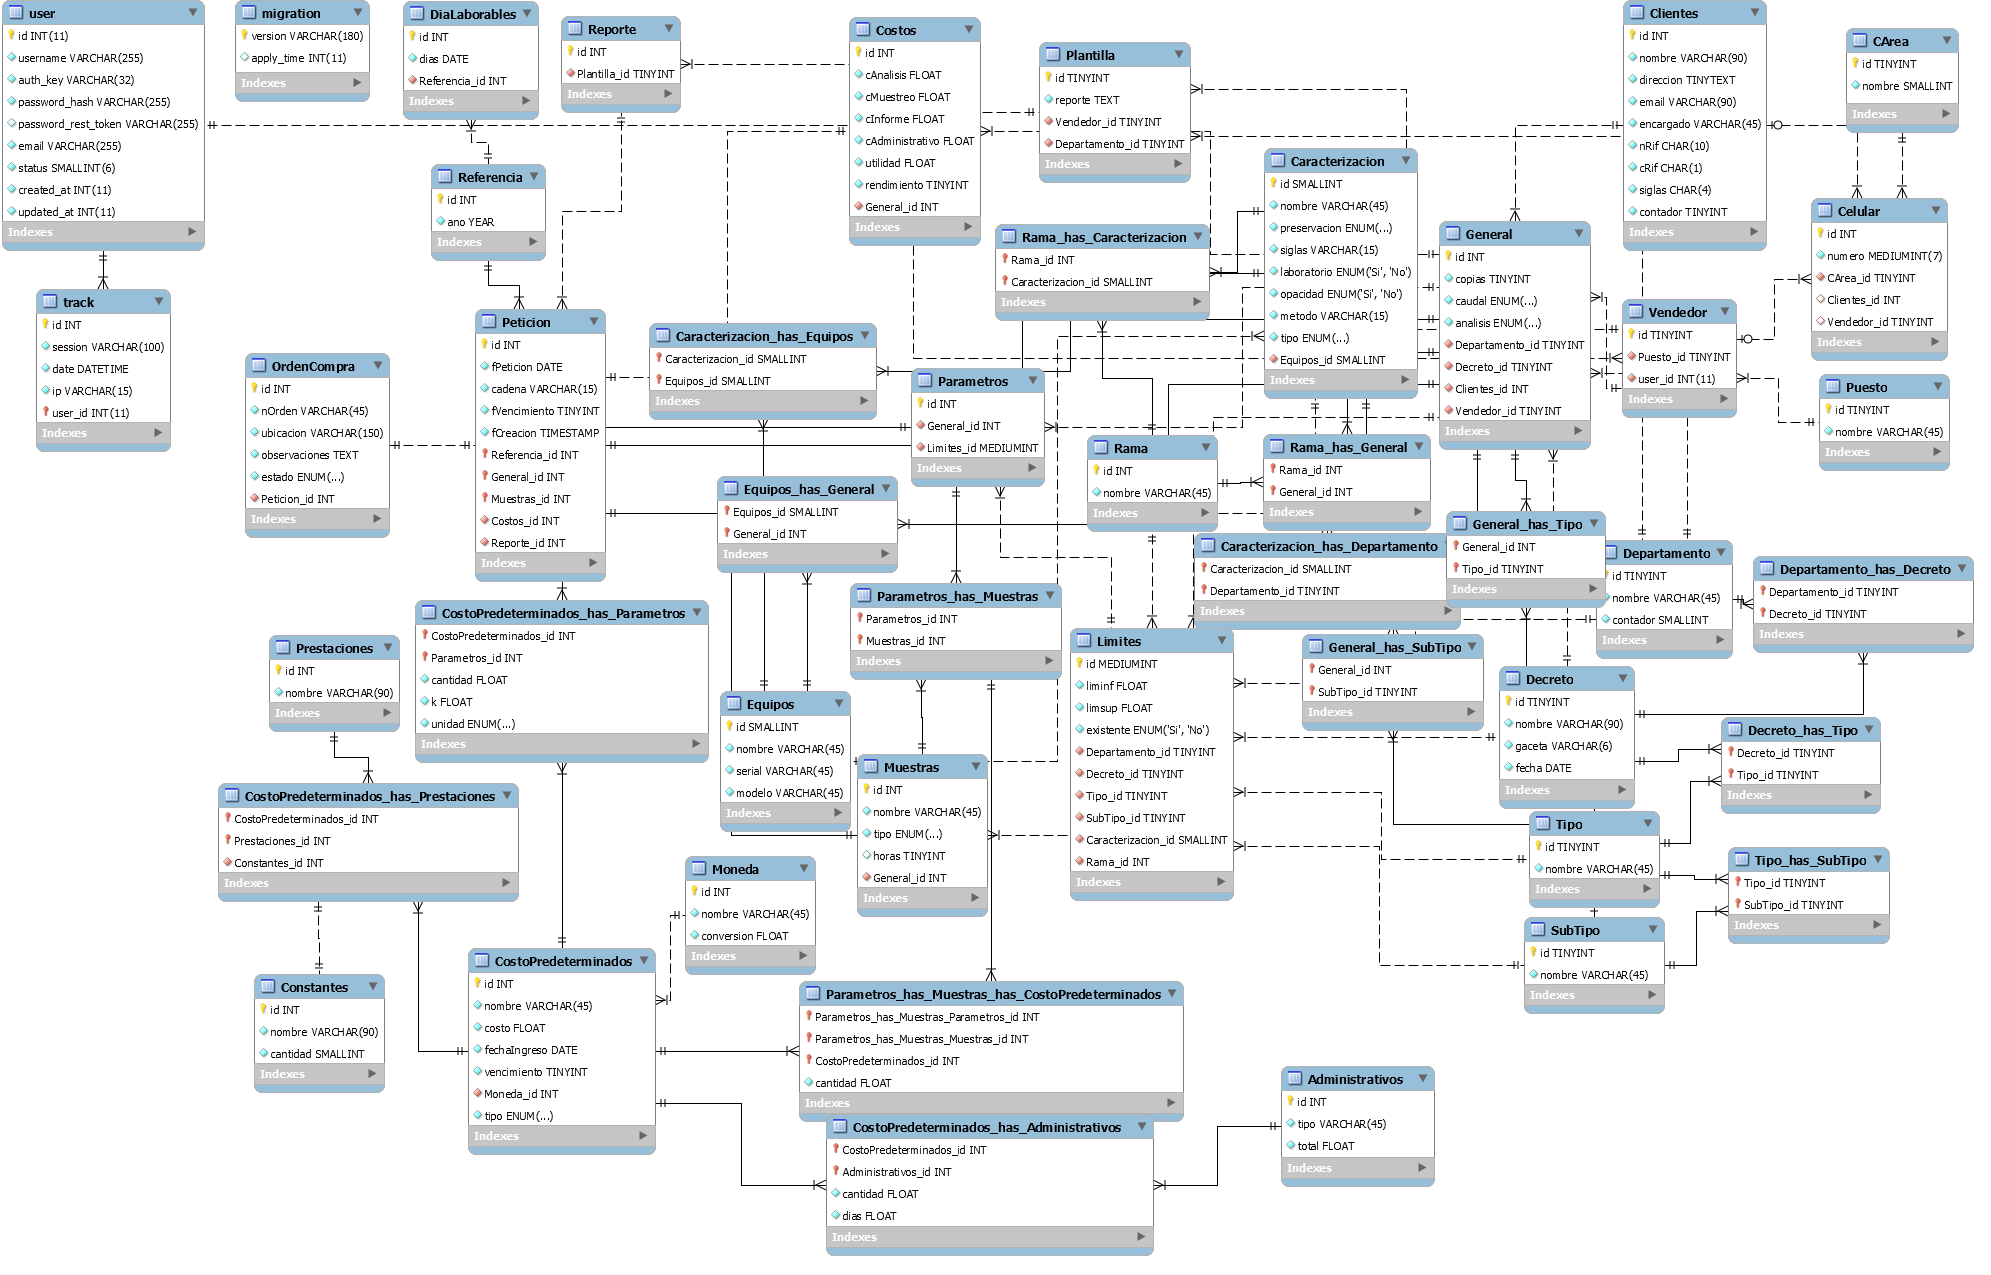 user
id INT(11)
username VARCHAR(255)
auth_key VARCHAR(32)
password_hash VARCHAR(255)
password_rest_token VARCHAR(255)
email VARCHAR(255)
status SMALLINT(6)
created_at INT(11)
updated_at INT(11)
Indexes
migration
version VARCHAR(180)
apply_time INT(11)
Indexes
DiaLaborables
id INT
dias DATE
Referencia_id INT
Indexes
Reporte
id INT
Plantilla_id TINYINT
Indexes
Costos
id INT
cAnalisis FLOAT
cMuestreo FLOAT
cInforme FLOAT
cAdministrativo FLOAT
utilidad FLOAT
rendimiento TINYINT
General_id INT
Indexes
Plantilla
id TINYINT
reporte TEXT
Vendedor_id TINYINT
Departamento_id TINYINT
Indexes
Clientes
id INT
nombre VARCHAR(90)
direccion TINYTEXT
email VARCHAR(90)
encargado VARCHAR(45)
nRif CHAR(10)
cRif CHAR(1)
siglas CHAR(4)
contador TINYINT
Indexes
CArea
id TINYINT
nombre SMALLINT
Indexes
Caracterizacion
id SMALLINT
nombre VARCHAR(45)
preservacion ENUM(...)
siglas VARCHAR(15)
laboratorio ENUM('Si', 'No')
opacidad ENUM('Si', 'No')
metodo VARCHAR(15)
tipo ENUM(...)
Equipos_id SMALLINT
Indexes
Referencia
id INT
ano YEAR
Indexes
Rama_has_Caracterizacion
Rama_id INT
Caracterizacion_id SMALLINT
Indexes
General
id INT
copias TINYINT
caudal ENUM(...)
analisis ENUM(...)
Departamento_id TINYINT
Decreto_id TINYINT
Clientes_id INT
Vendedor_id TINYINT
Indexes
Celular
id INT
numero MEDIUMINT(7)
CArea_id TINYINT
Clientes_id INT
Vendedor_id TINYINT
Indexes
track
id INT
session VARCHAR(100)
date DATETIME
ip VARCHAR(15)
user_id INT(11)
Indexes
Peticion
id INT
fPeticion DATE
cadena VARCHAR(15)
fVencimiento TINYINT
fCreacion TIMESTAMP
Referencia_id INT
General_id INT
Muestras_id INT
Costos_id INT
Reporte_id INT
Indexes
Caracterizacion_has_Equipos
Caracterizacion_id SMALLINT
Equipos_id SMALLINT
Indexes
Vendedor
id TINYINT
Puesto_id TINYINT
user_id INT(11)
Indexes
OrdenCompra
id INT
nOrden VARCHAR(45)
ubicacion VARCHAR(150)
observaciones TEXT
estado ENUM(...)
Peticion_id INT
Indexes
Parametros
id INT
General_id INT
Limites_id MEDIUMINT
Indexes
Puesto
id TINYINT
nombre VARCHAR(45)
Indexes
Rama
id INT
nombre VARCHAR(45)
Indexes
Rama_has_General
Rama_id INT
General_id INT
Indexes
Equipos_has_General
Equipos_id SMALLINT
General_id INT
Indexes
General_has_Tipo
General_id INT
Tipo_id TINYINT
Indexes
Caracterizacion_has_Departamento
Caracterizacion_id SMALLINT
Departamento_id TINYINT
Indexes
Departamento
id TINYINT
nombre VARCHAR(45)
contador SMALLINT
Indexes
Departamento_has_Decreto
Departamento_id TINYINT
Decreto_id TINYINT
Indexes
CostoPredeterminados_has_Parametros
CostoPredeterminados_id INT
Parametros_id INT
cantidad FLOAT
k FLOAT
unidad ENUM(...)
Indexes
Parametros_has_Muestras
Parametros_id INT
Muestras_id INT
Indexes
Limites
id MEDIUMINT
liminf FLOAT
limsup FLOAT
existente ENUM('Si', 'No')
Departamento_id TINYINT
Decreto_id TINYINT
Tipo_id TINYINT
SubTipo_id TINYINT
Caracterizacion_id SMALLINT
Rama_id INT
Indexes
General_has_SubTipo
General_id INT
SubTipo_id TINYINT
Indexes
Prestaciones
id INT
nombre VARCHAR(90)
Indexes
Decreto
id TINYINT
nombre VARCHAR(90)
gaceta VARCHAR(6)
fecha DATE
Indexes
Equipos
id SMALLINT
nombre VARCHAR(45)
serial VARCHAR(45)
modelo VARCHAR(45)
Indexes
Decreto_has_Tipo
Decreto_id TINYINT
Tipo_id TINYINT
Indexes
Muestras
id INT
nombre VARCHAR(45)
tipo ENUM(...)
horas TINYINT
General_id INT
Indexes
CostoPredeterminados_has_Prestaciones
CostoPredeterminados_id INT
Prestaciones_id INT
Constantes_id INT
Indexes
Tipo
id TINYINT
nombre VARCHAR(45)
Indexes
Tipo_has_SubTipo
Tipo_id TINYINT
SubTipo_id TINYINT
Indexes
Moneda
id INT
nombre VARCHAR(45)
conversion FLOAT
Indexes
SubTipo
id TINYINT
nombre VARCHAR(45)
Indexes
CostoPredeterminados
id INT
nombre VARCHAR(45)
costo FLOAT
fechaIngreso DATE
vencimiento TINYINT
Moneda_id INT
tipo ENUM(...)
Indexes
Constantes
id INT
nombre VARCHAR(90)
cantidad SMALLINT
Indexes
Parametros_has_Muestras_has_CostoPredeterminados
Parametros_has_Muestras_Parametros_id INT
Parametros_has_Muestras_Muestras_id INT
CostoPredeterminados_id INT
cantidad FLOAT
Indexes
Administrativos
id INT
tipo VARCHAR(45)
total FLOAT
Indexes
CostoPredeterminados_has_Administrativos
CostoPredeterminados_id INT
Administrativos_id INT
cantidad FLOAT
dias FLOAT
Indexes